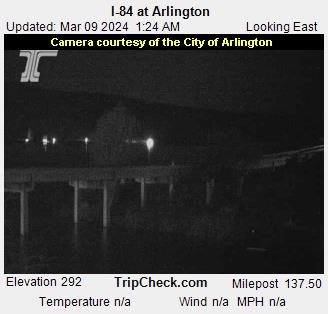 I-84 at Arlington
Updated: Mar 09 2024 1:24 AM Looking East
Camera courtesy of the City of Arlington
Elevation 292 TripCheck.com Milepost 137.50
Temperature n/a Wind n/a MPH n/a